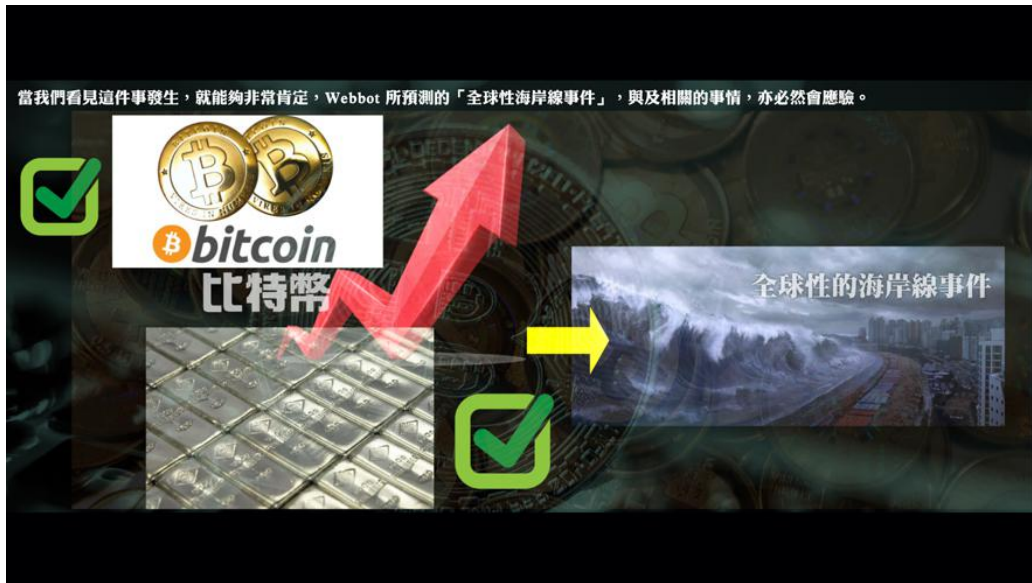 當我們看見這件事發生，就能夠非常肯定，Webbot 所預測的「全球性海岸線事件」，與及相關的事情，亦必然會應驗。
bitcoin
比特幣
全球性的海岸線事件